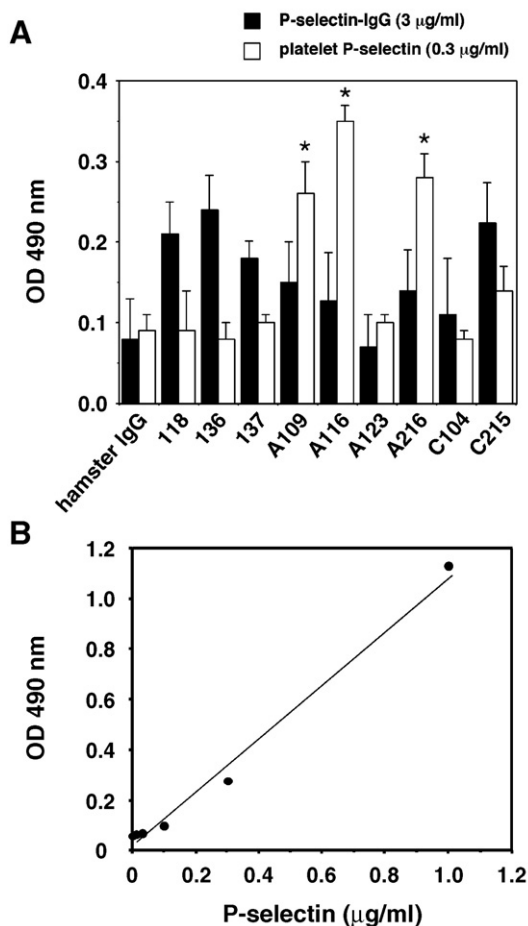 A
P-selectin-IgG (3 µg/ml)
platelet P-selectin (0.3 µg/ml)
OD 490 nm
0.4
0.3
0.2
0.1
0.0
*
*
*
hamster IgG
118
136
137
A109
A116
A123
A216
C104
C215
B
OD 490 nm
1.2
1.0
0.8
0.6
0.4
0.2
0
0 0.2 0.4 0.6 0.8 1.0 1.2
P-selectin (µg/ml)